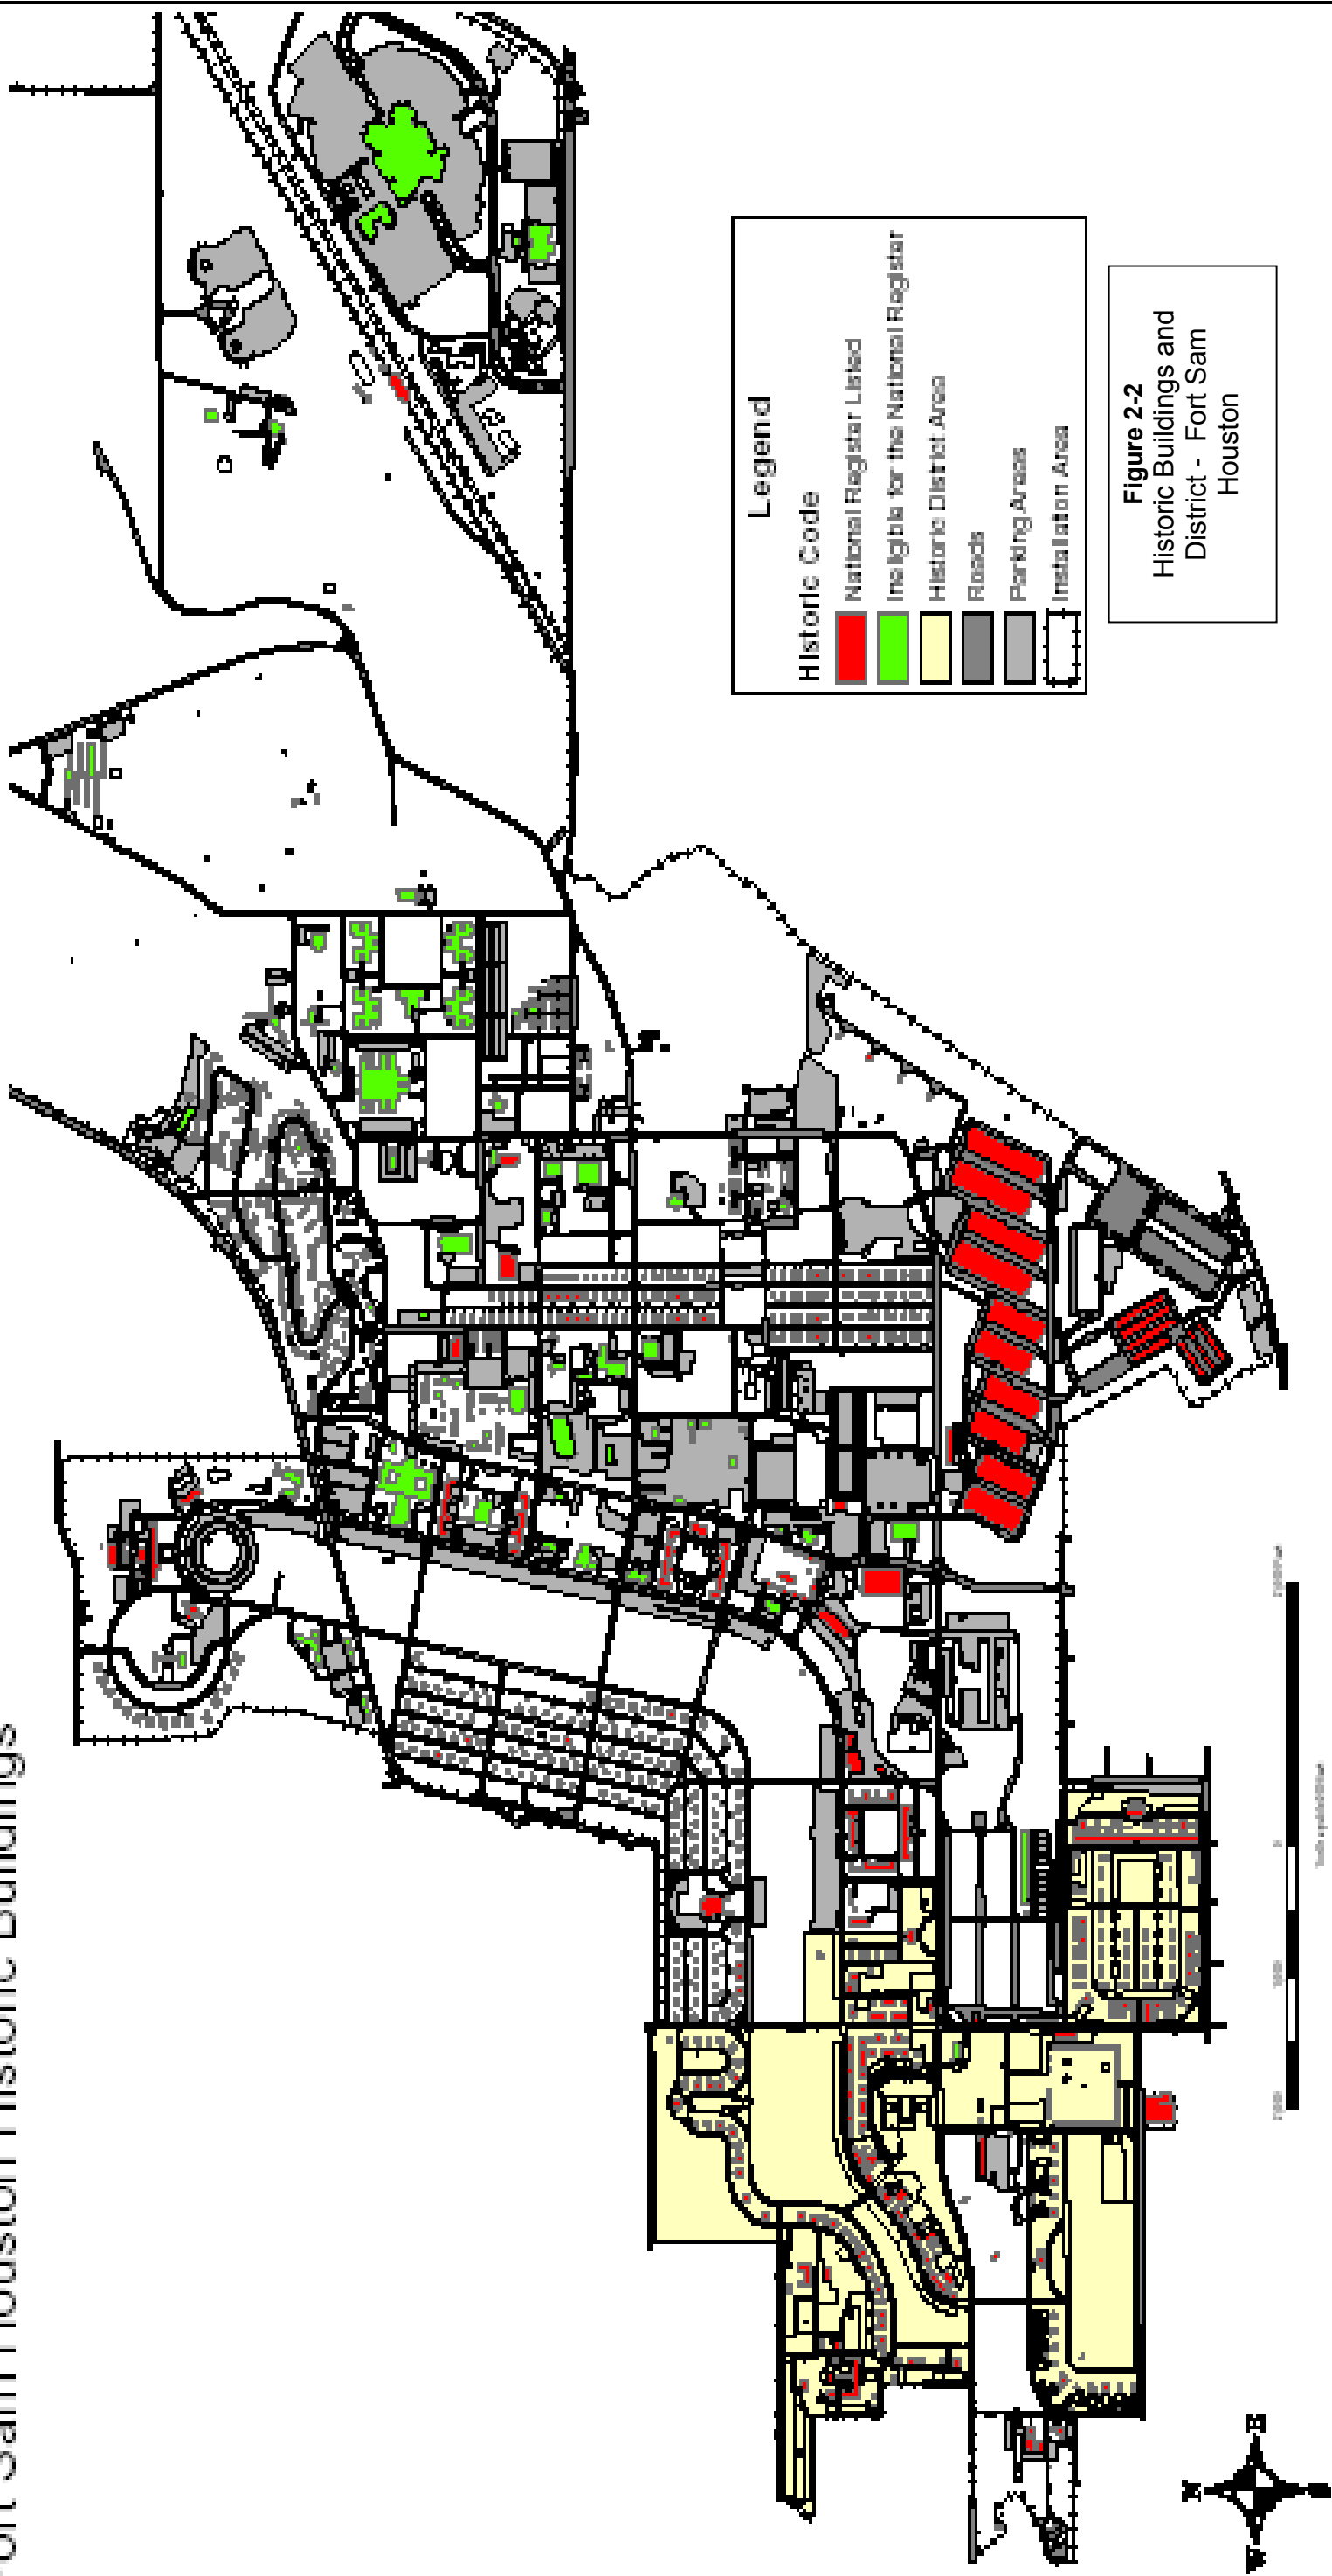 ort Sam Houston Historic Buildings
Legend
Historic Code
National Register Listed
Ineligible for the National Register
Historic District Area
Roads
Parking Areas
Installation Area
Figure 2-2
Historic Buildings and
District - Fort Sam
Houston
N
W
E